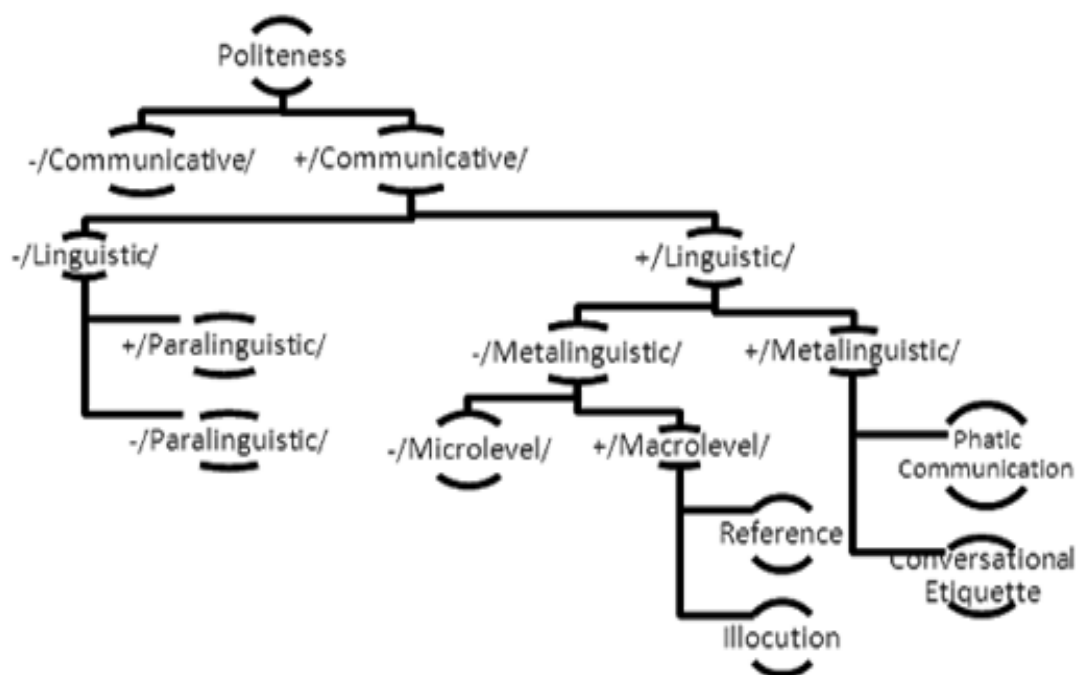 Politeness
-/Communicative/
+/Communicative/
-/Linguistic/
+/Linguistic/
+/Paralinguistic/
-/Metalinguistic/
+/Metalinguistic/
-/Paralinguistic/
-/Microlevel/
+/Macrolevel/
Phatic
Communication
Reference
Conversational
Etiquette
Illocution